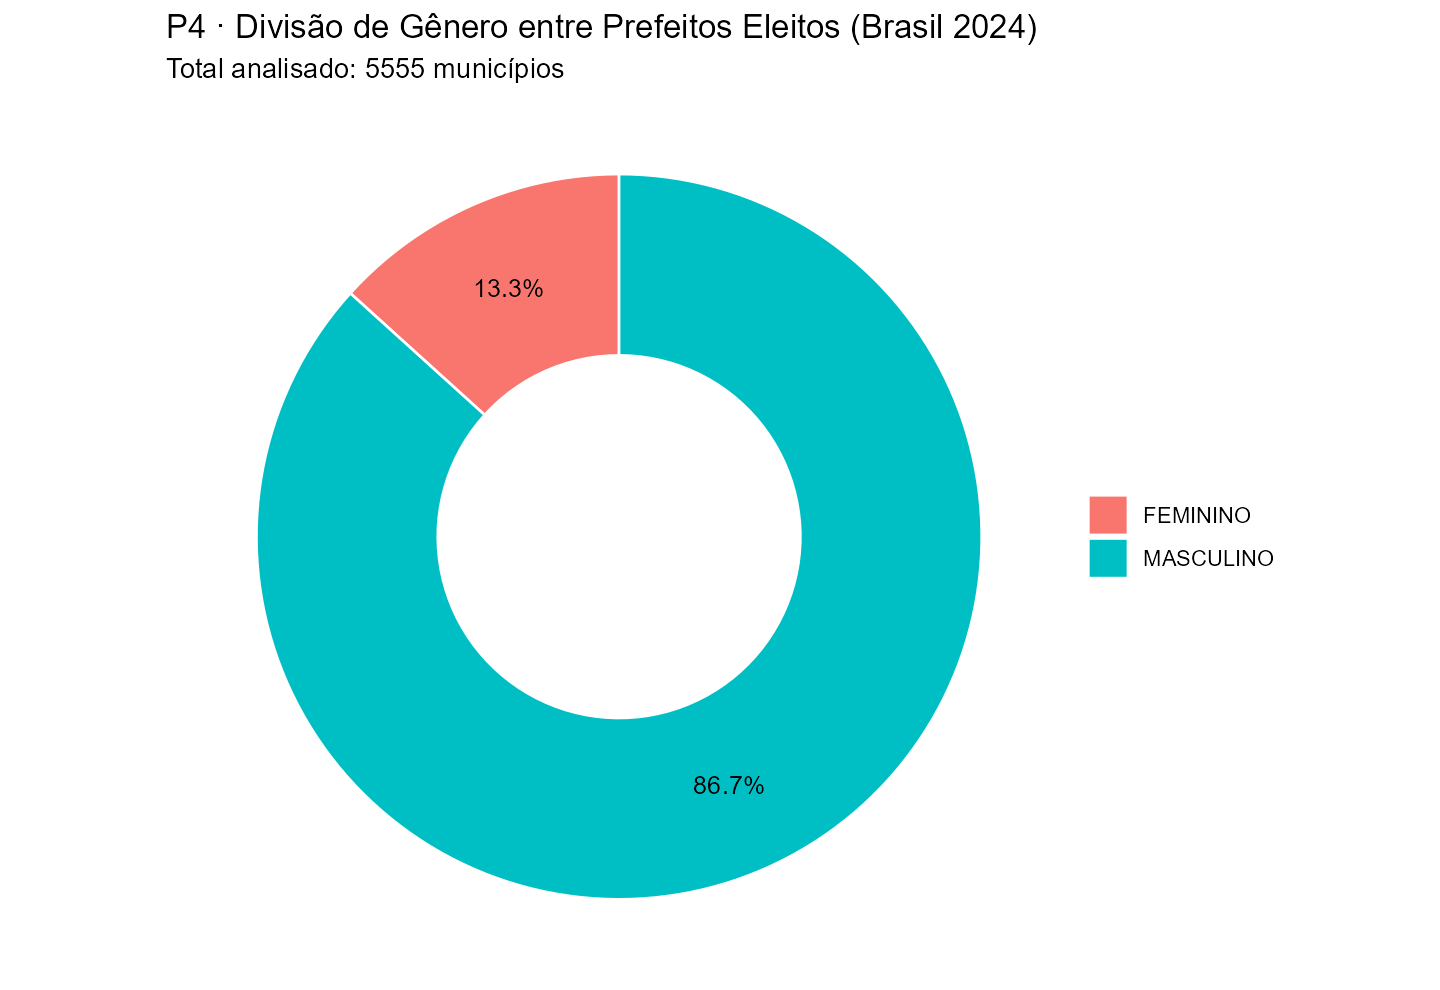 P4 · Divisão de Gênero entre Prefeitos Eleitos (Brasil 2024)
Total analisado: 5555 municípios
13.3%
FEMININO
MASCULINO
86.7%